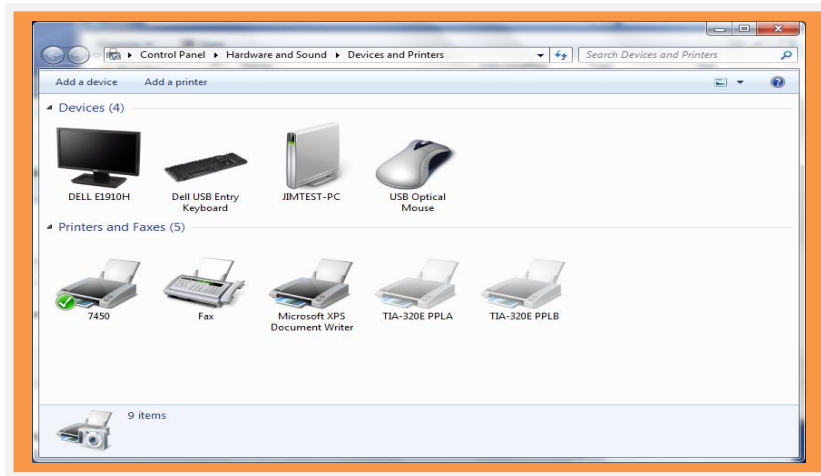 Control Panel ▸ Hardware and Sound ▸ Devices and Printers
Search Devices and Printers
Add a device Add a printer
Devices (4)
DELL E1910H
Dell USB Entry
Keyboard
JIMTEST-PC
USB Optical
Mouse
Printers and Faxes (5)
7450
Fax
Microsoft XPS
Document Writer
TIA-320E PPLA
TIA-320E PPLB
9 items